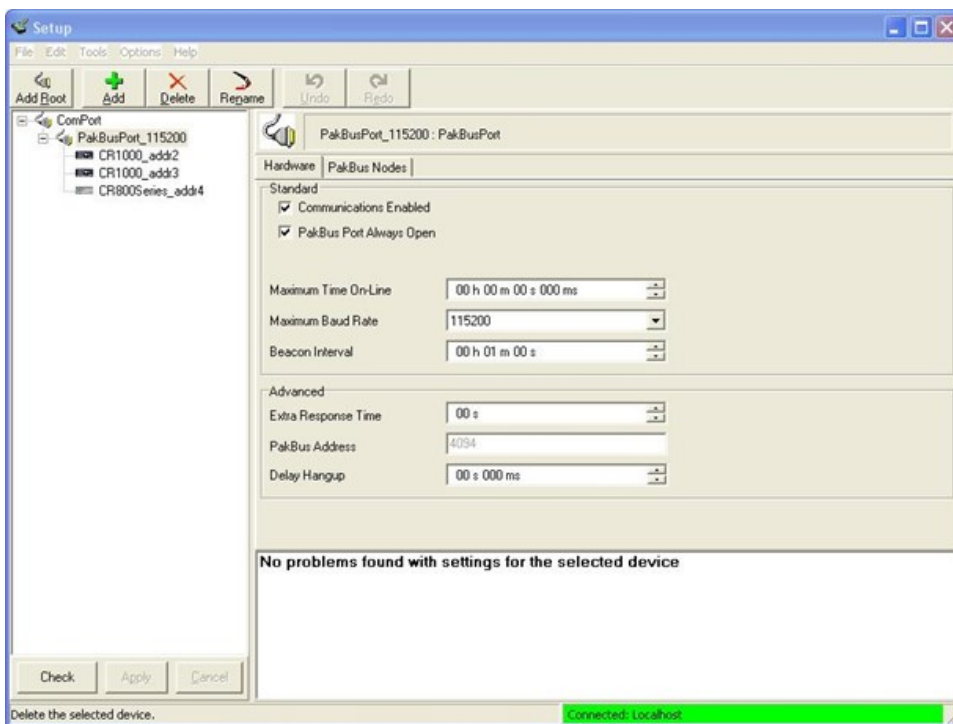 Setup
File Edit Tools Options Help
Add Root Add Delete Rename Undo Redo
ComPort
PakBusPort_115200
CR1000_addr2
CR1000_addr3
CR800Series_addr4
PakBusPort_115200 : PakBusPort
Hardware PakBus Nodes
Standard
Communications Enabled
PakBus Port Always Open
Maximum Time On-Line 00 h 00 m 00 s 000 ms
Maximum Baud Rate 115200
Beacon Interval 00 h 01 m 00 s
Advanced
Extra Response Time 00 s
PakBus Address 4094
Delay Hangup 00 s 000 ms
No problems found with settings for the selected device
Check Apply Cancel
Delete the selected device. Connected: Localhost